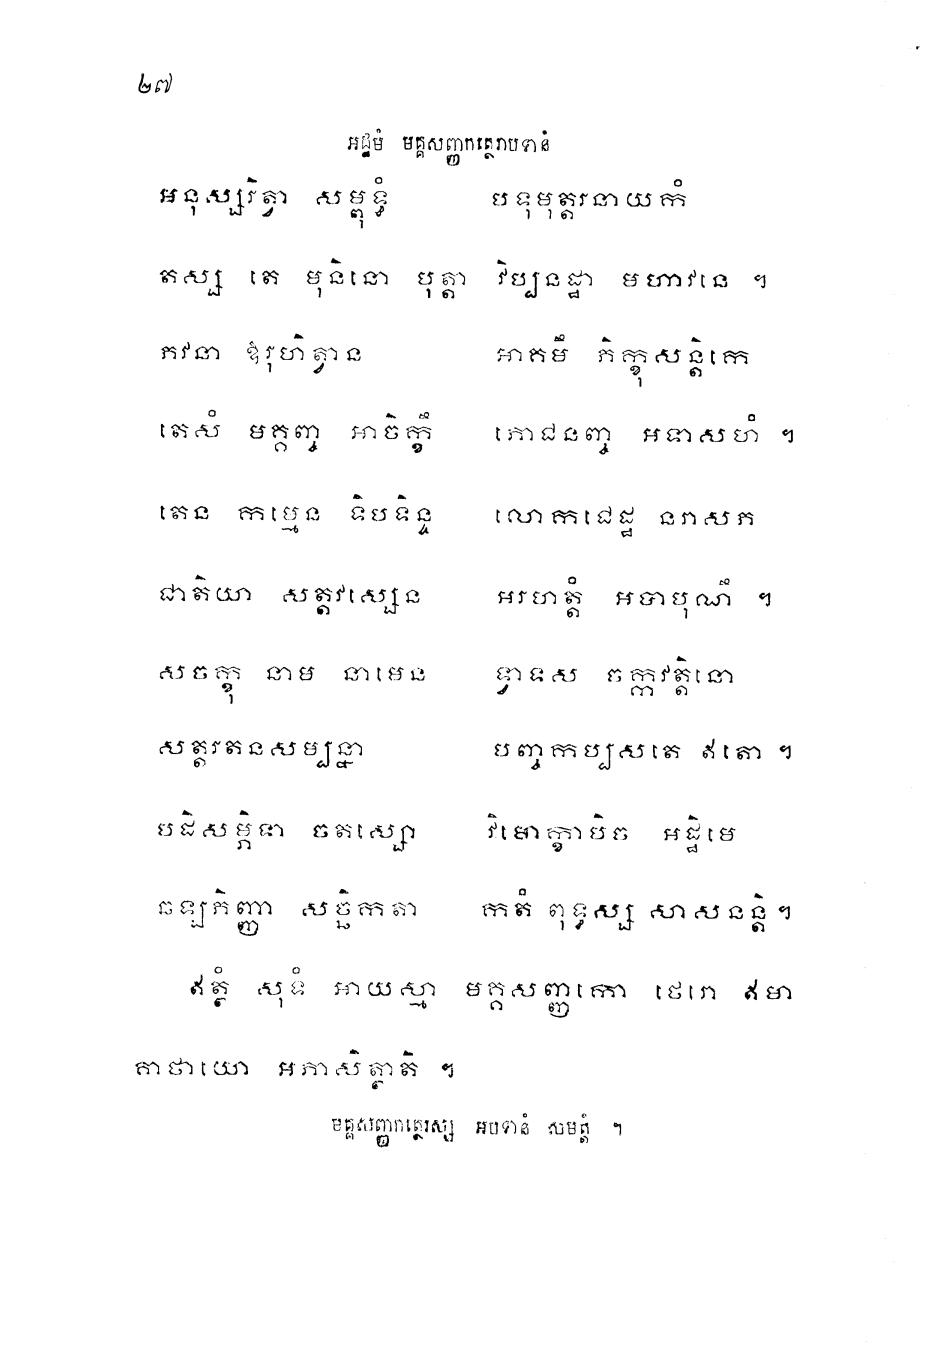 ២៧
អដ្ឋមំ មគ្គសញ្ញកត្ថេរាបទានំ
អនុស្សរិត្វា សម្ពុទ្ធំ បទុមុត្តរនាយកំ
តស្ស តេ មុនិនោ បុត្តា វិប្បនដ្ឋា មហាវនេ ។
ភវនា ឱរុហិត្វាន អាគមឹ ភិក្ខុសន្តិកេ
តេសំ មគ្គញ្ច អាចិក្ខឹ ភោជនញ្ច អទាសហំ ។
តេន កម្មេន ទិបទិន្ទ លោកជេដ្ឋ នរាសភ
ជាតិយា សត្តវស្សេន អរហត្តំ អបាបុណឹ ។
សចក្ខុ នាម នាមេន ទ្វាទស ចក្កវត្តិនោ
សត្តរតនសម្បន្នា បញ្ចកប្បសតេ ឥតោ ។
បដិសម្ភិទា ចតស្សោ វិមោក្ខាបិច អដ្ឋិមេ
ឆឡភិញ្ញា សច្ឆិកតា កតំ ពុទ្ធស្ស សាសនន្តិ។
ឥត្ថំ សុទំ អាយស្មា មគ្គសញ្ញកោ ថេរោ ឥមា
គាថាយោ អភាសិត្ថាតិ ។
មគ្គសញ្ញកត្ថេរស្ស អបទានំ សមត្តំ ។